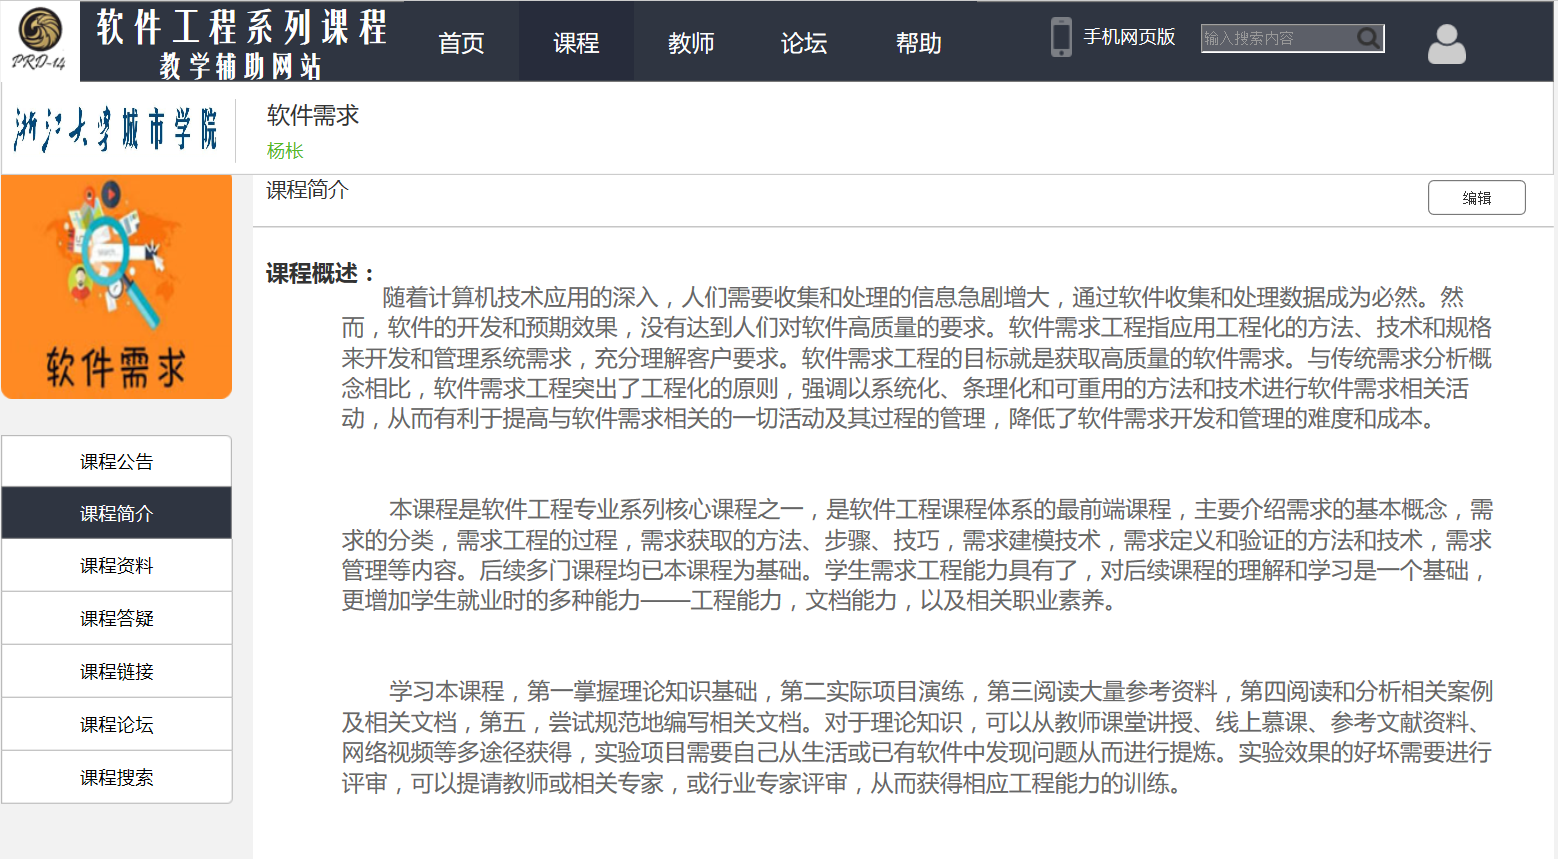 PRD-14
软件工程系列课程
教学辅助网站
首页
课程
教师
论坛
帮助
手机网页版
输入搜索内容
浙江大学城市学院
软件需求
杨枨
search...
软件需求
课程公告
课程简介
课程资料
课程答疑
课程链接
课程论坛
课程搜索
课程简介
编辑
课程概述：
随着计算机技术应用的深入，人们需要收集和处理的信息急剧增大，通过软件收集和处理数据成为必然。然
而，软件的开发和预期效果，没有达到人们对软件高质量的要求。软件需求工程指应用工程化的方法、技术和规格
来开发和管理系统需求，充分理解客户要求。软件需求工程的目标就是获取高质量的软件需求。与传统需求分析概
念相比，软件需求工程突出了工程化的原则，强调以系统化、条理化和可重用的方法和技术进行软件需求相关活
动，从而有利于提高与软件需求相关的一切活动及其过程的管理，降低了软件需求开发和管理的难度和成本。
本课程是软件工程专业系列核心课程之一，是软件工程课程体系的最前端课程，主要介绍需求的基本概念，需
求的分类，需求工程的过程，需求获取的方法、步骤、技巧，需求建模技术，需求定义和验证的方法和技术，需求
管理等内容。后续多门课程均已本课程为基础。学生需求工程能力具有了，对后续课程的理解和学习是一个基础，
更增加学生就业时的多种能力——工程能力，文档能力，以及相关职业素养。
学习本课程，第一掌握理论知识基础，第二实际项目演练，第三阅读大量参考资料，第四阅读和分析相关案例
及相关文档，第五，尝试规范地编写相关文档。对于理论知识，可以从教师课堂讲授、线上慕课、参考文献资料、
网络视频等多途径获得，实验项目需要自己从生活或已有软件中发现问题从而进行提炼。实验效果的好坏需要进行
评审，可以提请教师或相关专家，或行业专家评审，从而获得相应工程能力的训练。